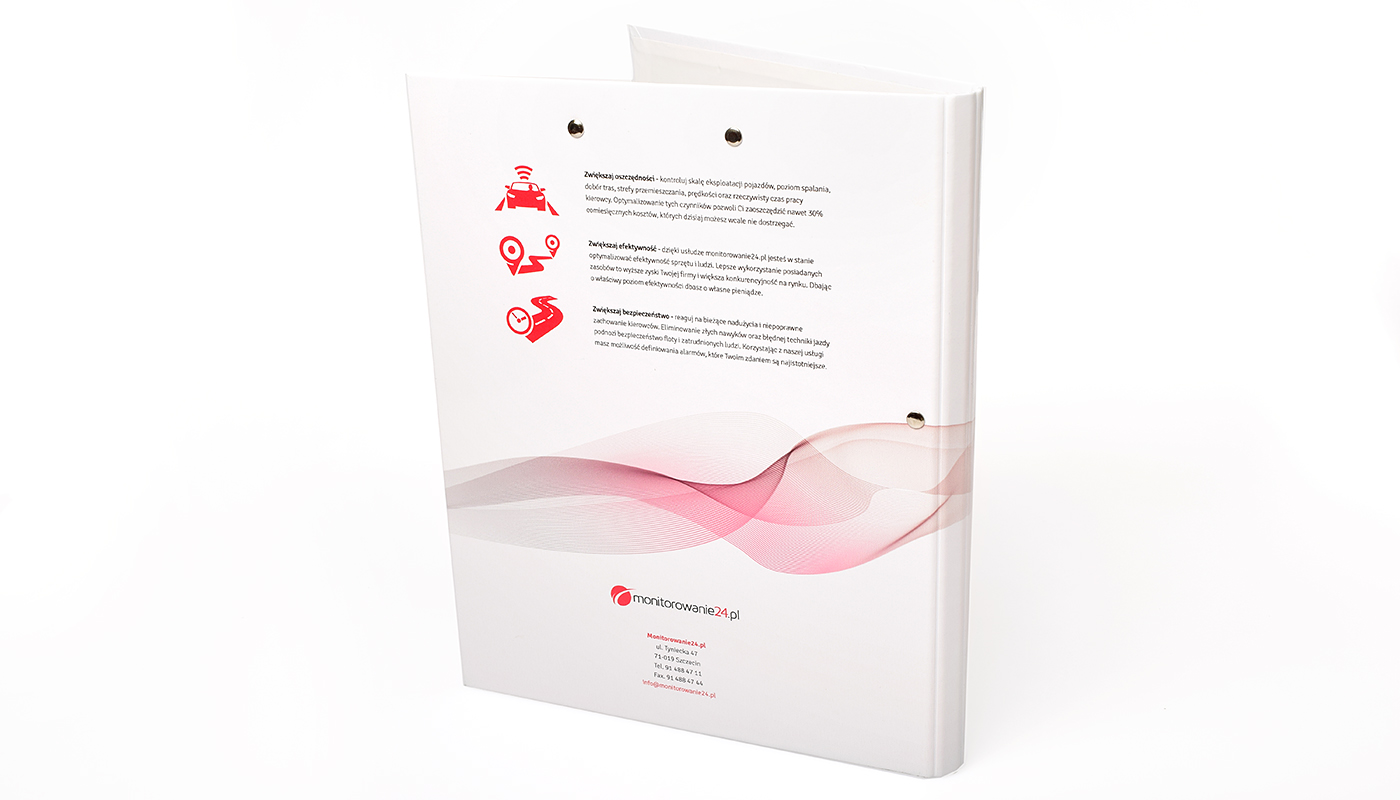 Zwiększaj oszczędności - kontroluj skalę eksploatacji pojazdów, poziom spalania,
dobór tras, strefy przemieszczania, prędkości oraz rzeczywisty czas pracy
kierowcy. Optymalizowanie tych czynników pozwoli Ci zaoszczędzić nawet 30%
comiesięcznych kosztów, których dzisiaj możesz wcale nie dostrzegać.
Zwiększaj efektywność - dzięki usłudze monitorowanie24.pl jesteś w stanie
optymalizować efektywność sprzętu i ludzi. Lepsze wykorzystanie posiadanych
zasobów to wyższe zyski Twojej firmy i większa konkurencyjność na rynku. Dbając
o właściwy poziom efektywności dbasz o własne pieniądze.
Zwiększaj bezpieczeństwo - reaguj na bieżące nadużycia i niepoprawne
zachowanie kierowców. Eliminowanie złych nawyków oraz błędnej techniki jazdy
podnosi bezpieczeństwo floty i zatrudnionych ludzi. Korzystając z naszej usługi
masz możliwość definiowania alarmów, które Twoim zdaniem są najistotniejsze.
monitorowanie24.pl
Monitorowanie24.pl
ul. Tyniecka 47
71-019 Szczecin
Tel. 91 488 47 11
Fax. 91 488 47 44
info@monitorowanie24.pl